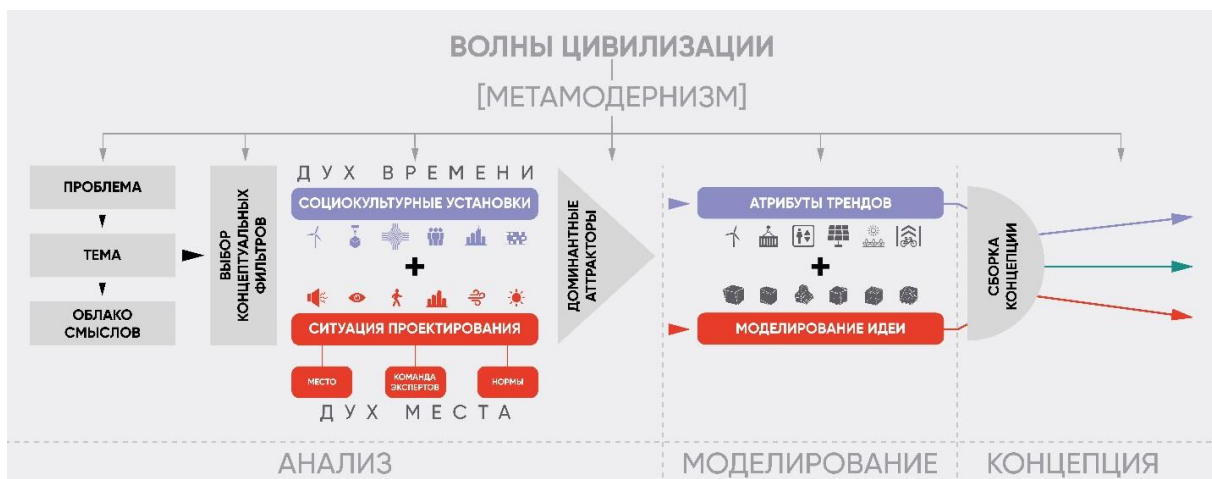 ВОЛНЫ ЦИВИЛИЗАЦИИ
[МЕТАМОДЕРНИЗМ]
ПРОБЛЕМА
ТЕМА
ОБЛАКО
СМЫСЛОВ
ВЫБОР
КОНЦЕПТУАЛЬНЫХ
ФИЛЬТРОВ
ДУХ ВРЕМЕНИ
СОЦИОКУЛЬТУРНЫЕ УСТАНОВКИ
+
СИТУАЦИЯ ПРОЕКТИРОВАНИЯ
МЕСТО
КОМАНДА
ЭКСПЕРТОВ
НОРМЫ
ДУХ МЕСТА
ДОМИНАНТНЫЕ
АТТРАКТОРЫ
АТРИБУТЫ ТРЕНДОВ
+
МОДЕЛИРОВАНИЕ ИДЕИ
СБОРКА
КОНЦЕПЦИИ
АНАЛИЗ
МОДЕЛИРОВАНИЕ
КОНЦЕПЦИЯ